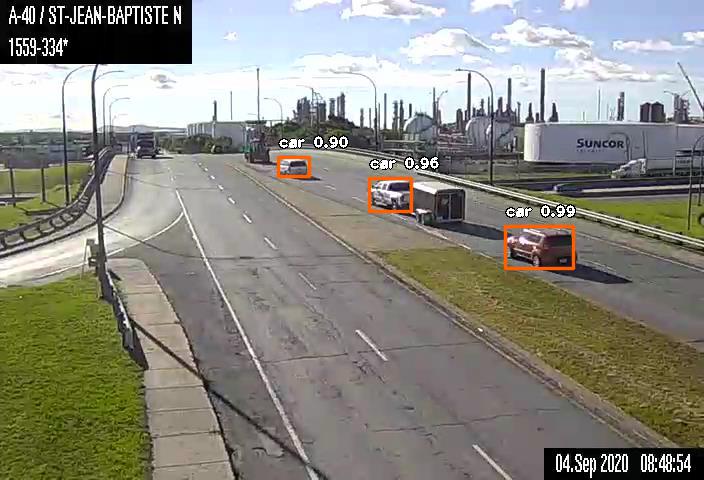 A-40 / ST-JEAN-BAPTISTE N
1559-334*
car 0.90
car 0.96
SUNCOR
car 0.99
04.Sep 2020 08:48:54